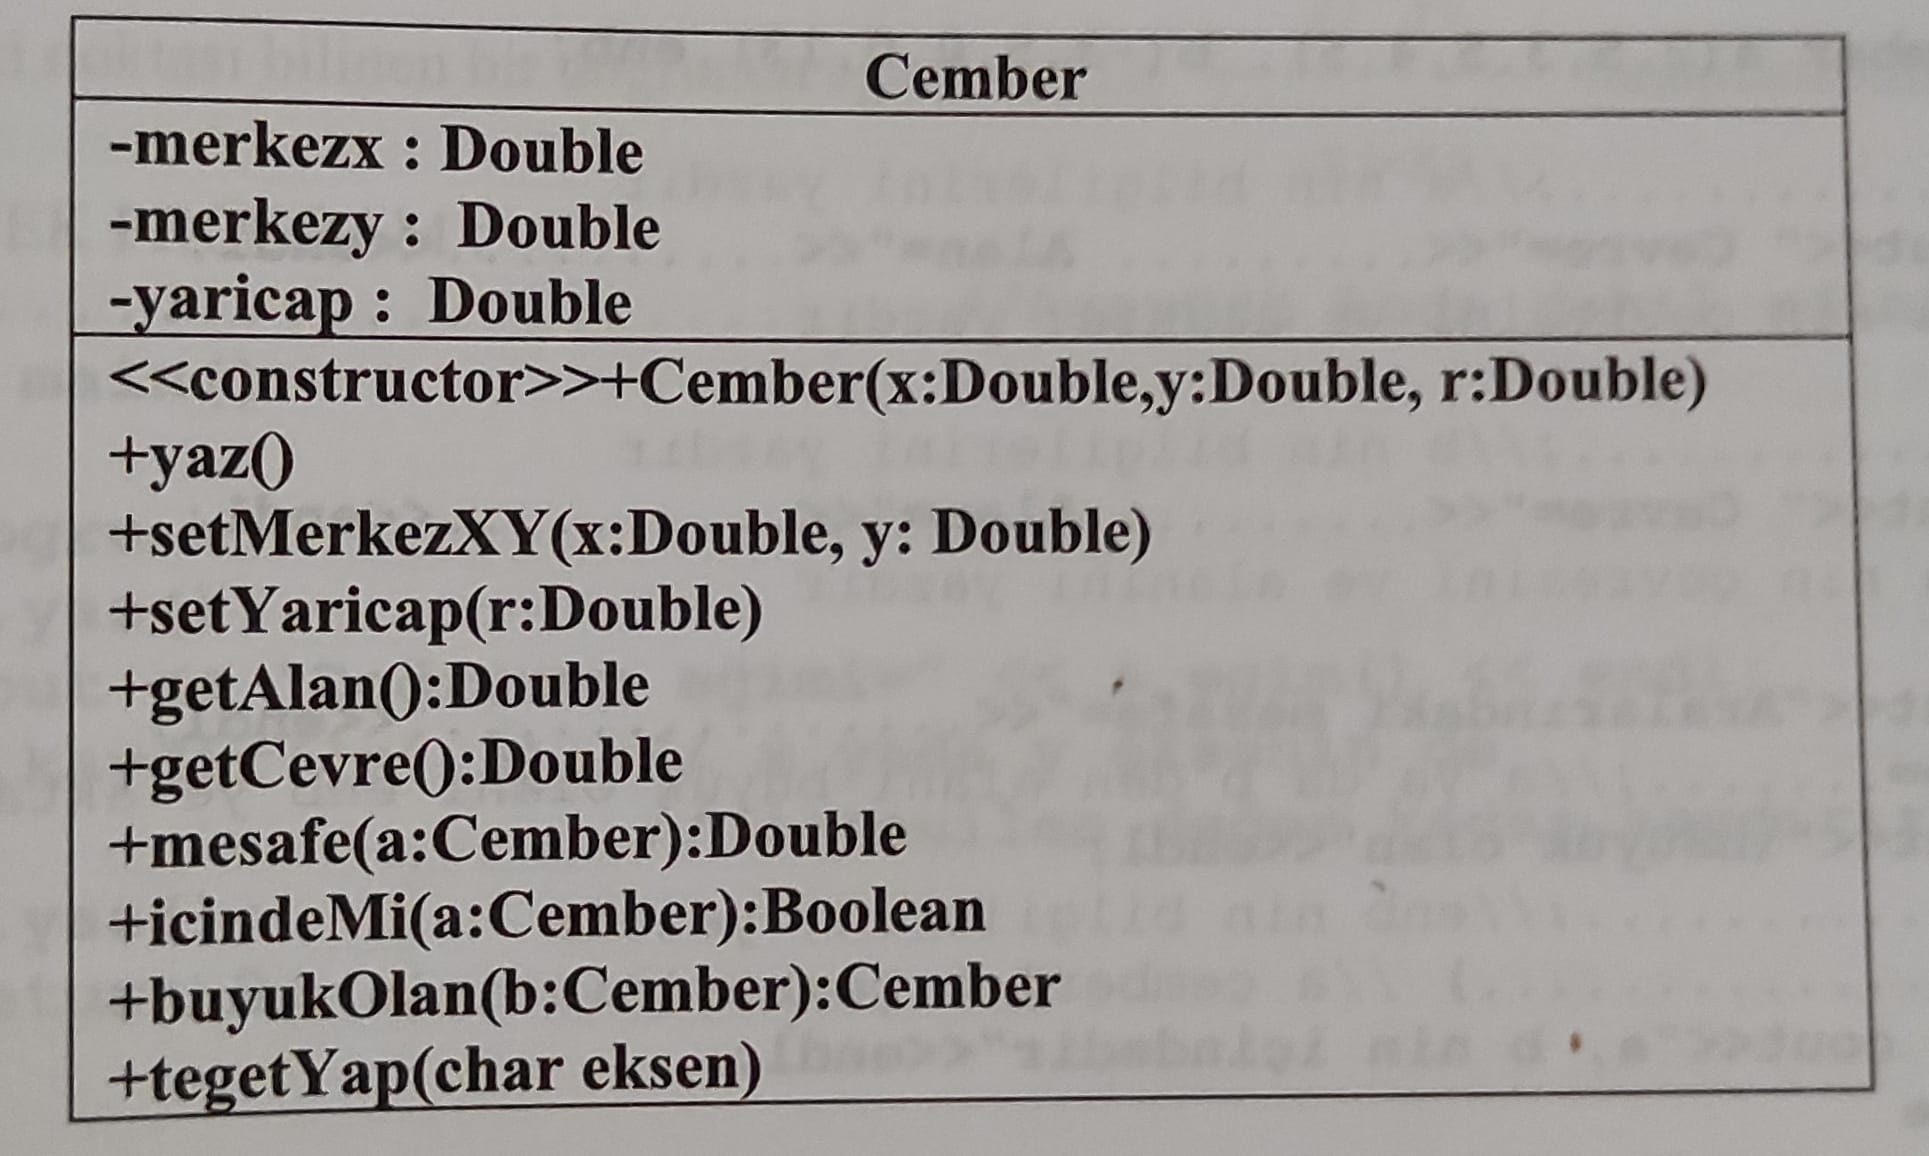 Cember
-merkezx : Double
-merkezy :  Double
-yaricap :  Double
<<constructor>>+Cember(x:Double,y:Double, r:Double)
+yaz()
+setMerkezXY(x:Double, y: Double)
+setYaricap(r:Double)
+getAlan():Double
+getCevre():Double
+mesafe(a:Cember):Double
+icindeMi(a:Cember):Boolean
+buyukOlan(b:Cember):Cember
+tegetYap(char eksen)